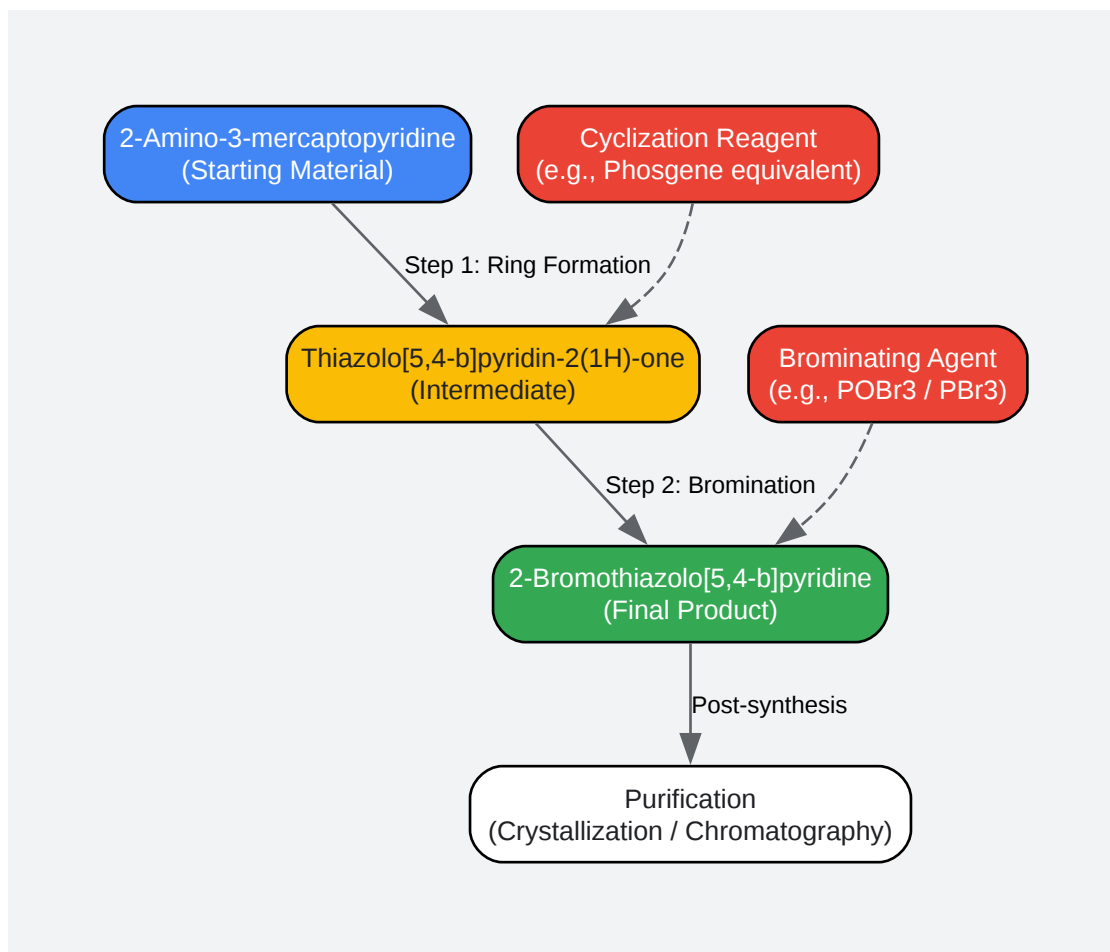 2-Amino-3-mercaptopyridine
(Starting Material)
Cyclization Reagent
(e.g., Phosgene equivalent)
Step 1: Ring Formation
Thiazolo[5,4-b]pyridin-2(1H)-one
(Intermediate)
Brominating Agent
(e.g., POBr3 / PBr3)
Step 2: Bromination
2-Bromothiazolo[5,4-b]pyridine
(Final Product)
Post-synthesis
Purification
(Crystallization / Chromatography)